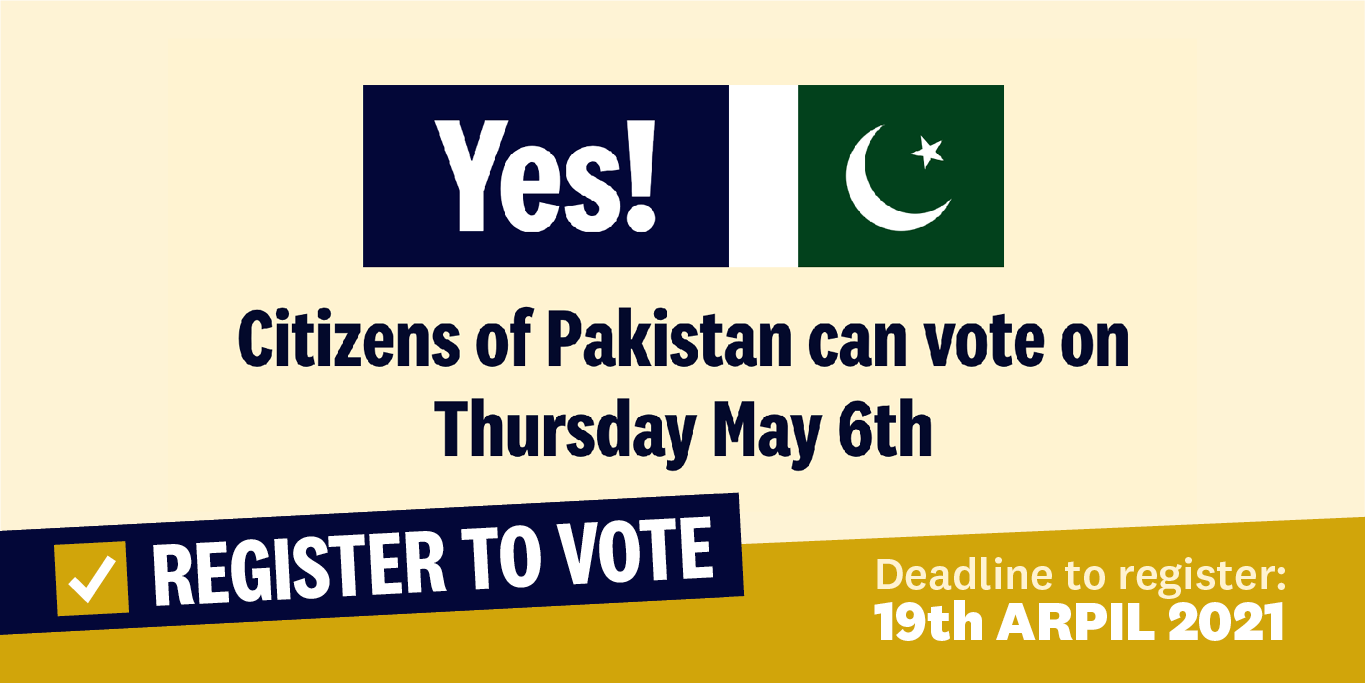 Yes!
Citizens of Pakistan can vote on
Thursday May 6th
REGISTER TO VOTE
Deadline to register:
19th ARPIL 2021